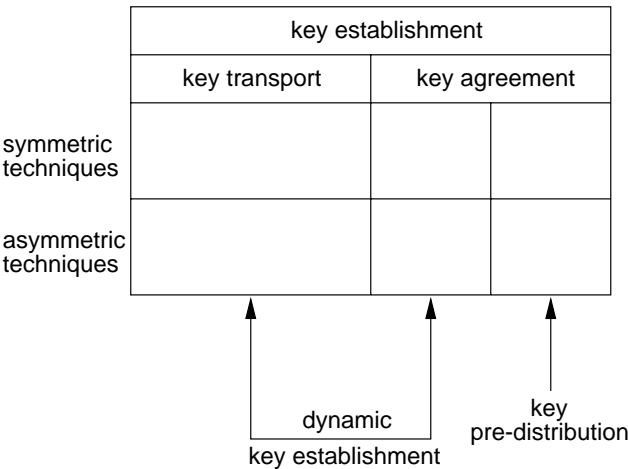 key establishment
key transport
key agreement
symmetric
techniques
asymmetric
techniques
dynamic
key establishment
key
pre-distribution